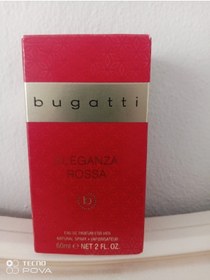 bugatti
ELEGANZA
ROSSA
b
EAU DE PARFUM FOR HER
NATURAL SPRAY • VAPORISATEUR
60ml e NET 2 FL. OZ.
TECNO
POVA